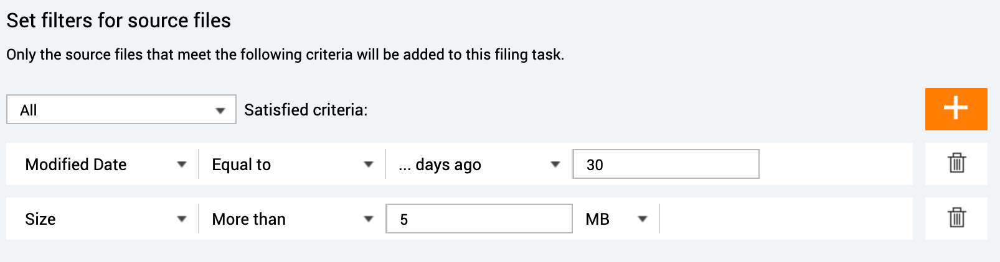 Set filters for source files
Only the source files that meet the following criteria will be added to this filing task.
All Satisfied criteria:
Modified Date Equal to ... days ago 30
Size More than 5 MB